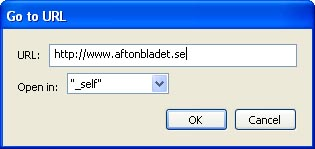 Go to URL
URL: http://www.aftonbladet.se
Open in: "_self"
OK Cancel